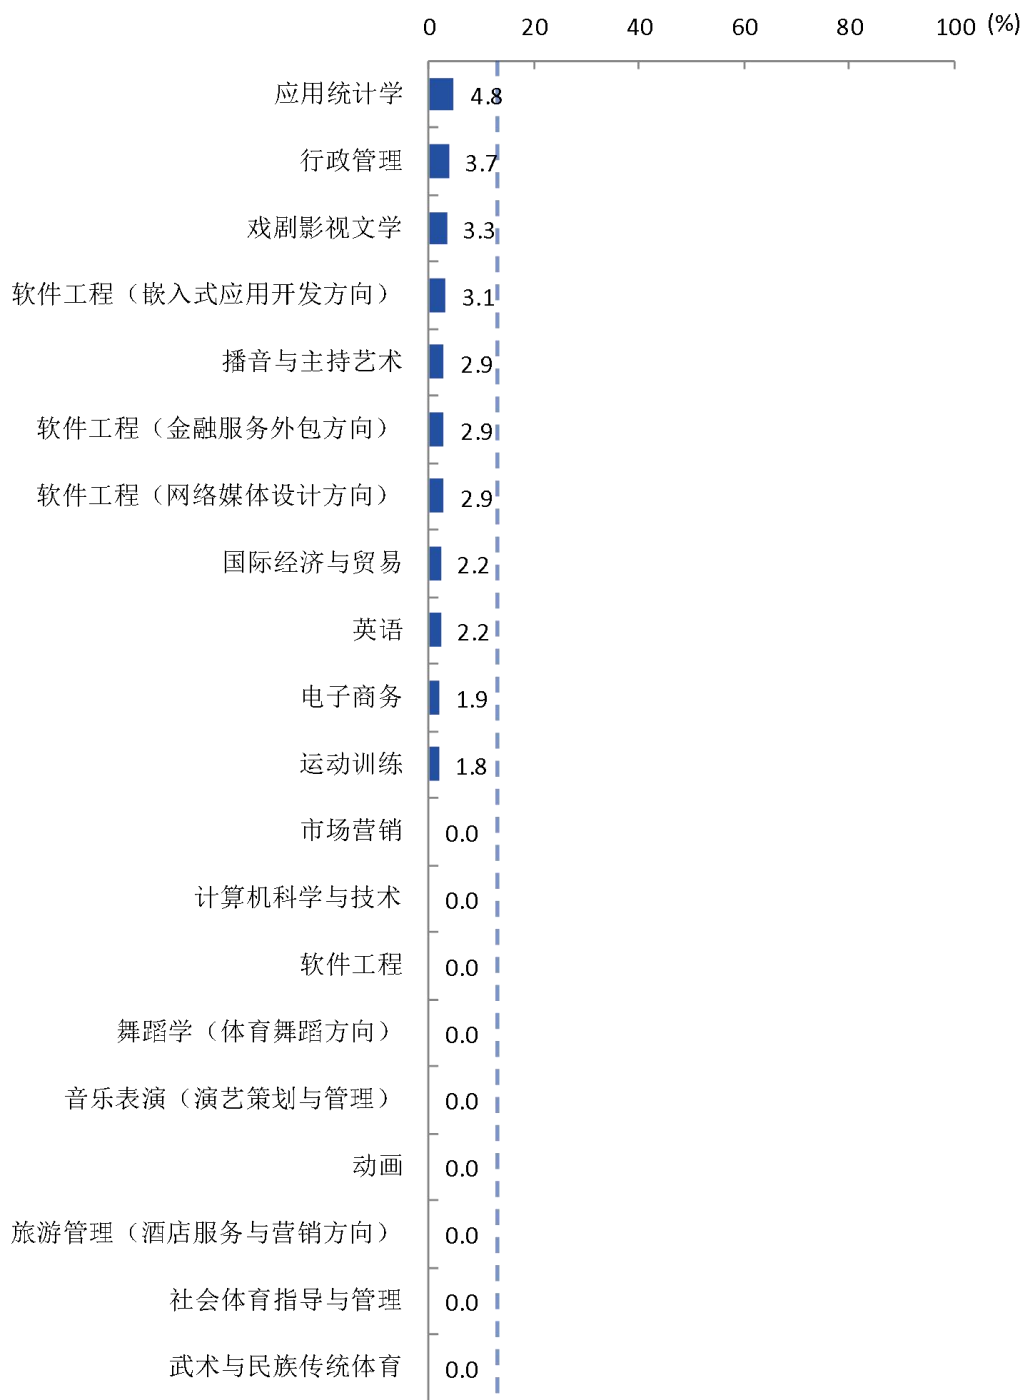 0 20 40 60 80 100 (%)
应用统计学 4.8
行政管理 3.7
戏剧影视文学 3.3
软件工程（嵌入式应用开发方向） 3.1
播音与主持艺术 2.9
软件工程（金融服务外包方向） 2.9
软件工程（网络媒体设计方向） 2.9
国际经济与贸易 2.2
英语 2.2
电子商务 1.9
运动训练 1.8
市场营销 0.0
计算机科学与技术 0.0
软件工程 0.0
舞蹈学（体育舞蹈方向） 0.0
音乐表演（演艺策划与管理） 0.0
动画 0.0
旅游管理（酒店服务与营销方向） 0.0
社会体育指导与管理 0.0
武术与民族传统体育 0.0